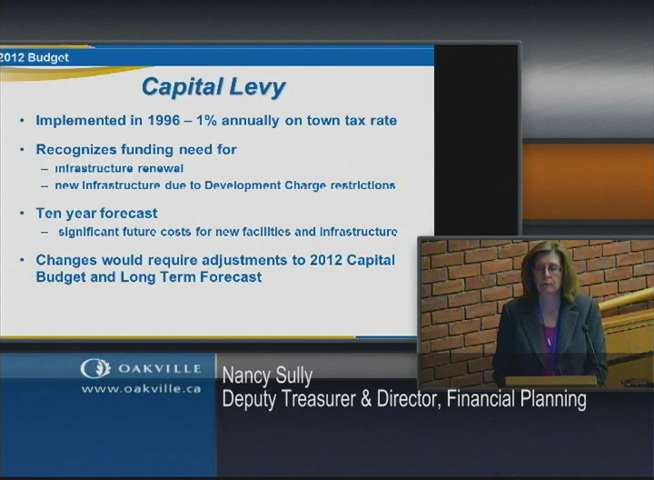 2012 Budget
Capital Levy
• Implemented in 1996 – 1% annually on town tax rate
• Recognizes funding need for
– infrastructure renewal
– new infrastructure due to Development Charge restrictions
• Ten year forecast
– significant future costs for new facilities and infrastructure
• Changes would require adjustments to 2012 Capital
Budget and Long Term Forecast
OAKVILLE
www.oakville.ca
Nancy Sully
Deputy Treasurer & Director, Financial Planning